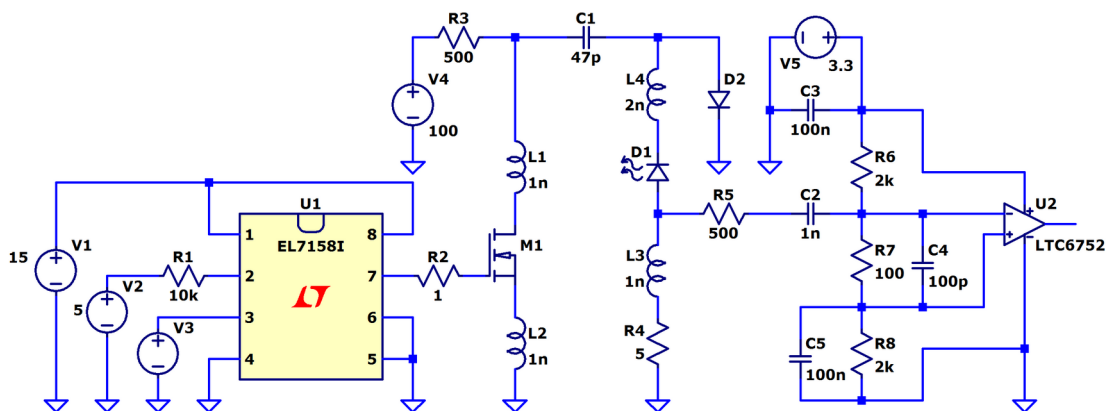 R3
500
C1
47p
V4
100
L4
2n
D2
V5
3.3
C3
100n
L1
1n
D1
R6
2k
U1
EL7158I
1
2
3
4
8
7
6
5
V1
15
V2
5
R1
10k
V3
R2
1
M1
L2
1n
R5
500
C2
1n
L3
1n
R4
5
R7
100
C4
100p
U2
LTC6752
C5
100n
R8
2k